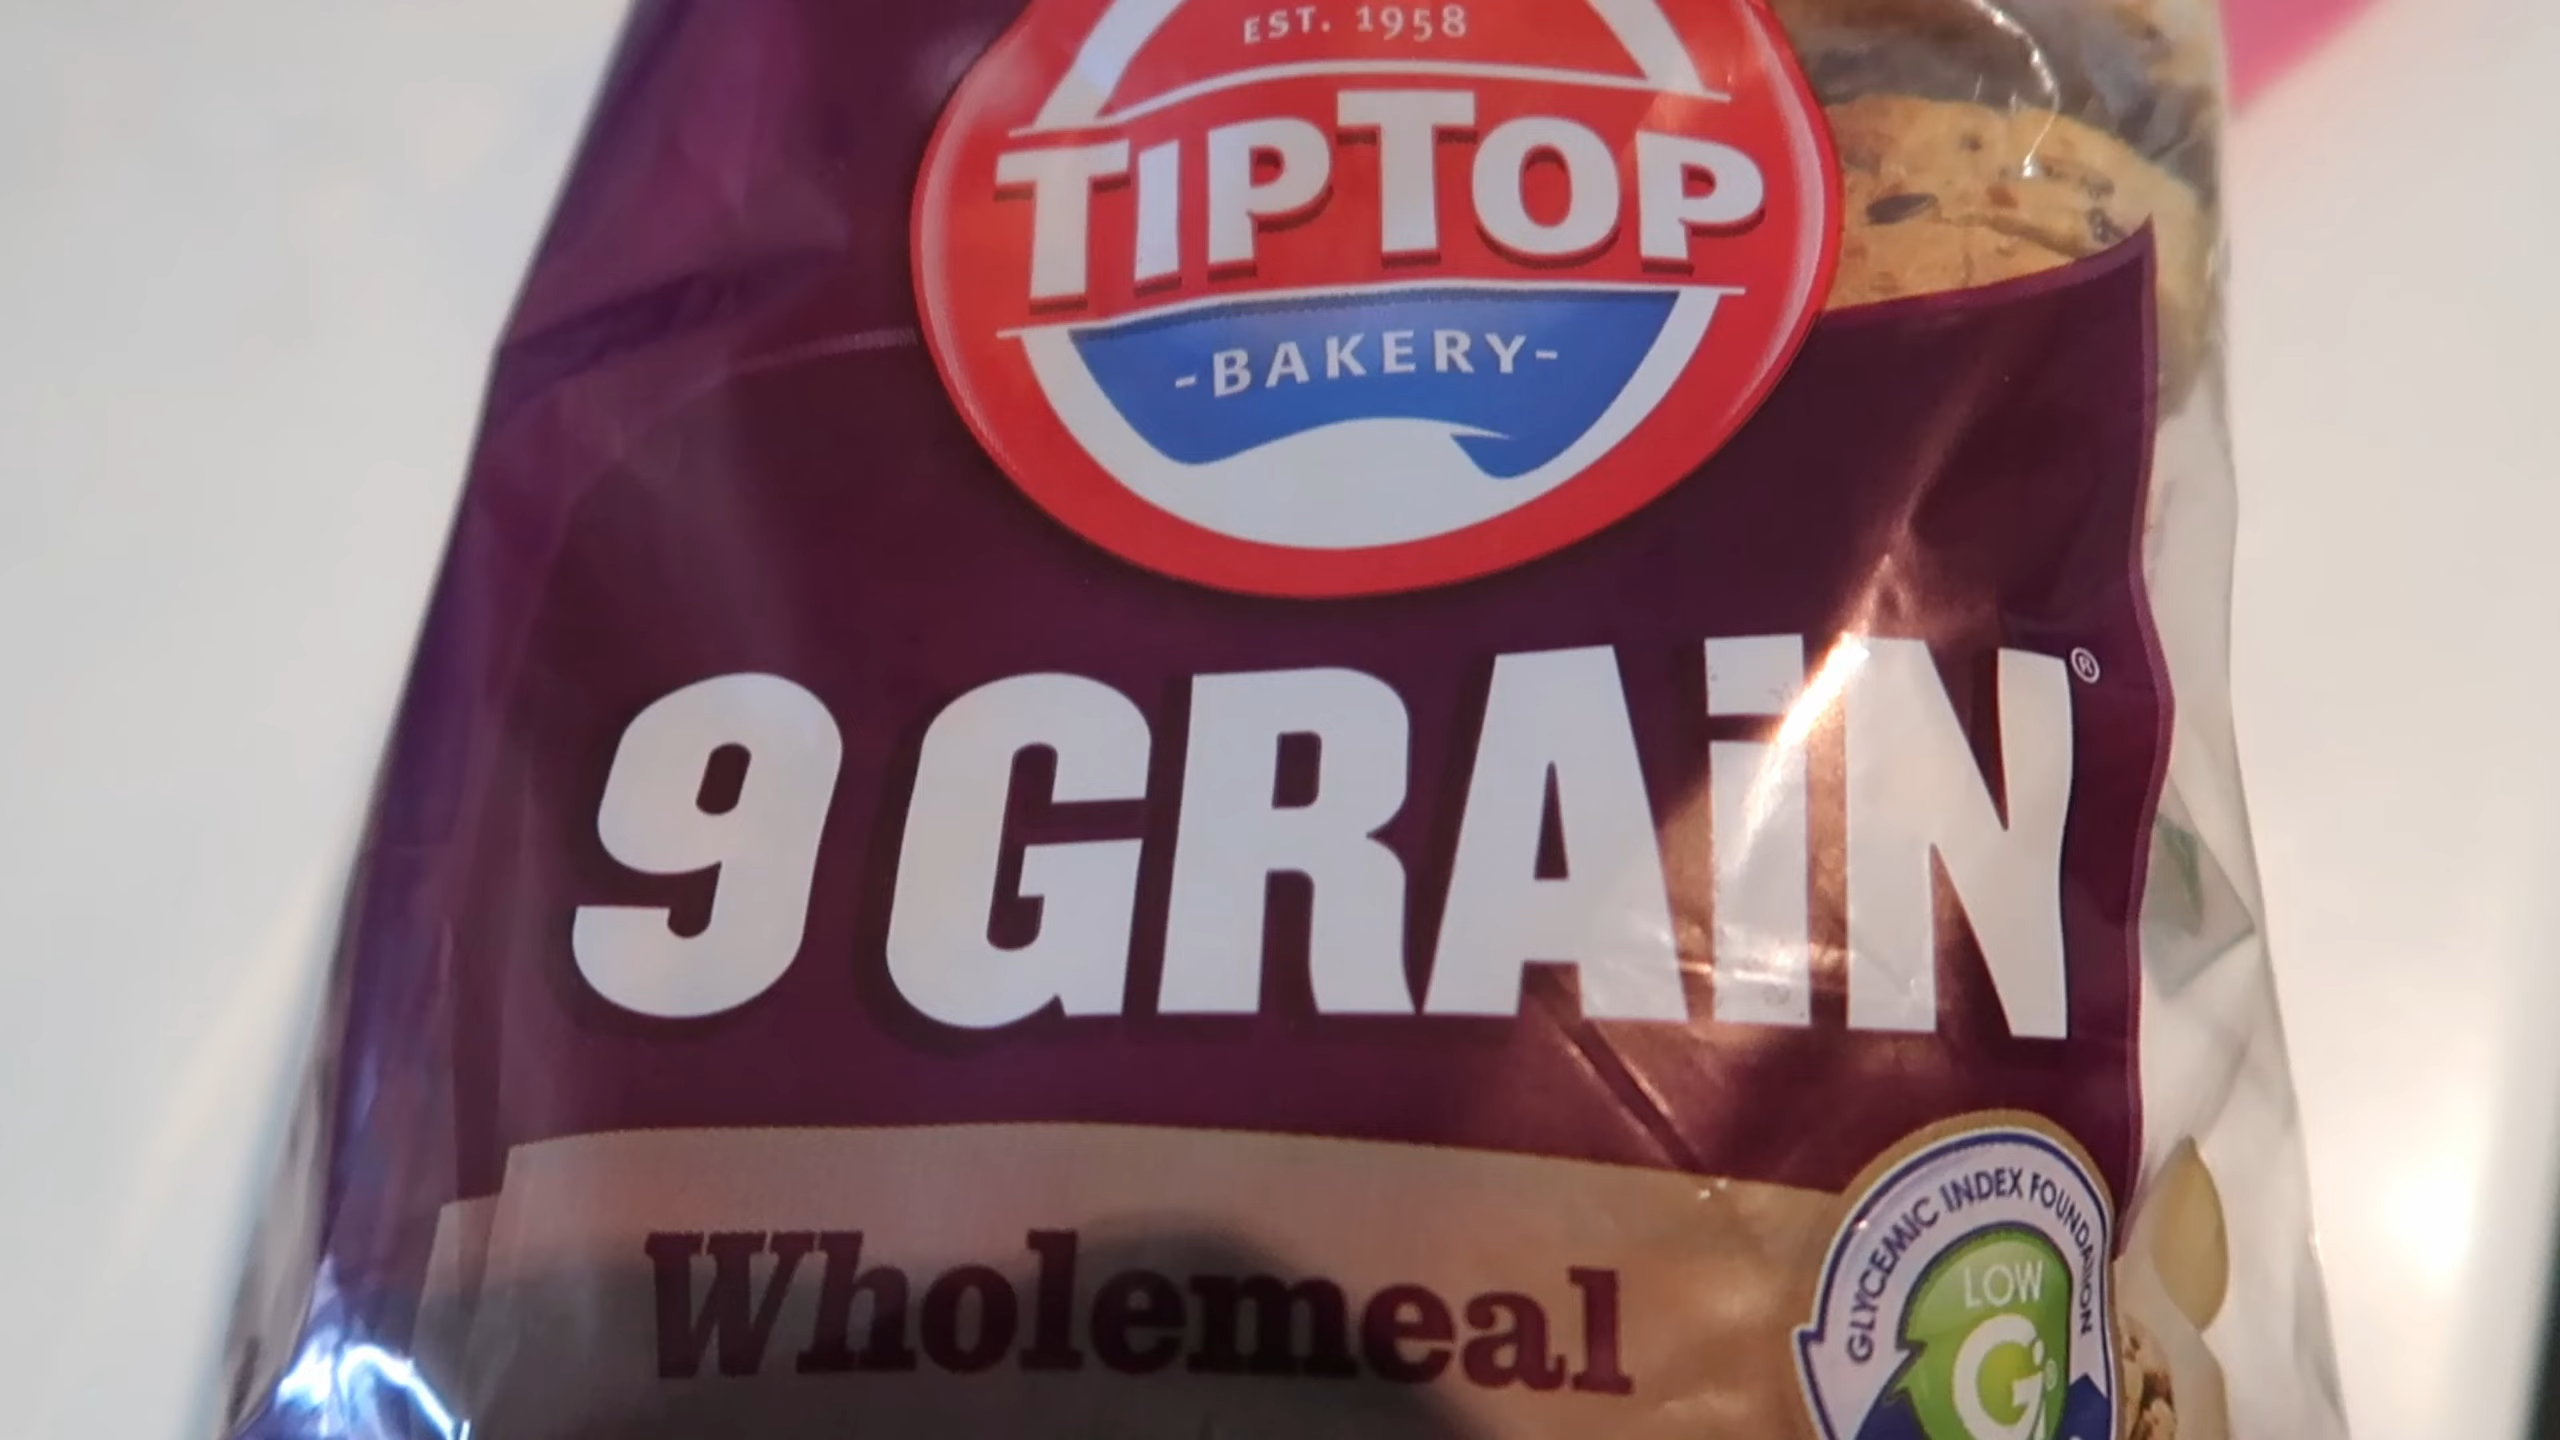 EST. 1958
TIPTOP
-BAKERY-
9 GRAiN®
Wholemeal
GLYCEMIC INDEX FOUNDATION
LOW
Gi®